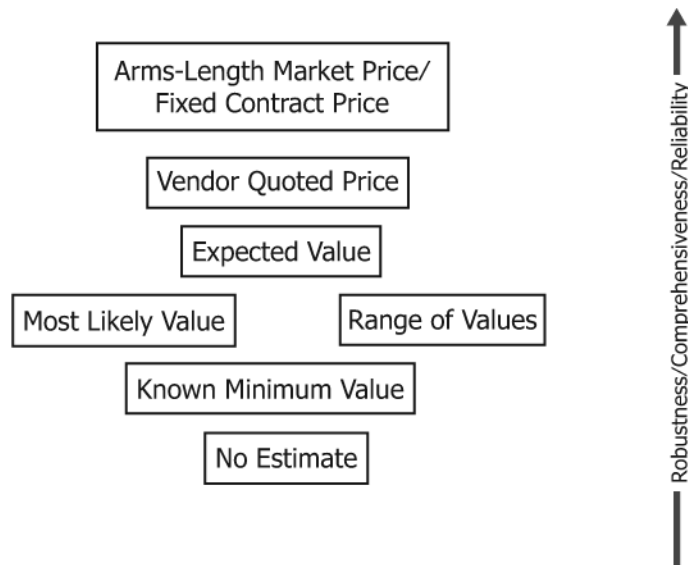 Arms-Length Market Price/
Fixed Contract Price
Vendor Quoted Price
Expected Value
Most Likely Value
Range of Values
Known Minimum Value
No Estimate
Robustness/Comprehensiveness/Reliability